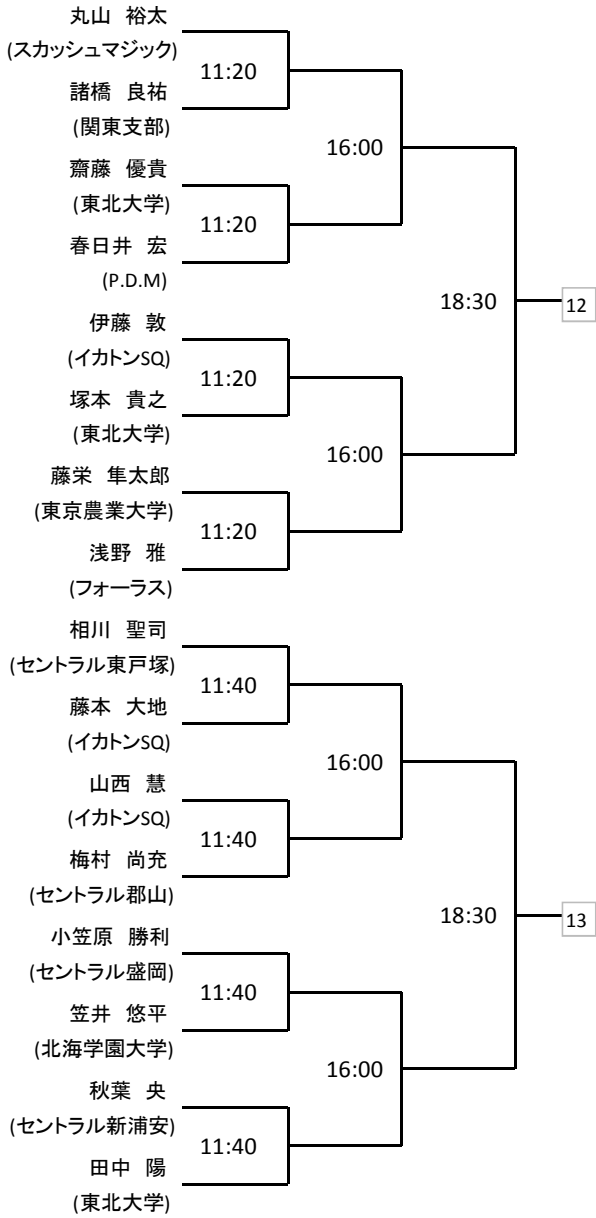 丸山 裕太
(スカッシュマジック)
11:20
諸橋 良祐
(関東支部)
16:00
齋藤 優貴
(東北大学)
11:20
春日井 宏
(P.D.M)
18:30
12
伊藤 敦
(イカトンSQ)
11:20
塚本 貴之
(東北大学)
16:00
藤栄 隼太郎
(東京農業大学)
11:20
浅野 雅
(フォーラス)
相川 聖司
(セントラル東戸塚)
11:40
藤本 大地
(イカトンSQ)
16:00
山西 慧
(イカトンSQ)
11:40
梅村 尚充
(セントラル郡山)
18:30
13
小笠原 勝利
(セントラル盛岡)
11:40
笠井 悠平
(北海学園大学)
16:00
秋葉 央
(セントラル新浦安)
11:40
田中 陽
(東北大学)